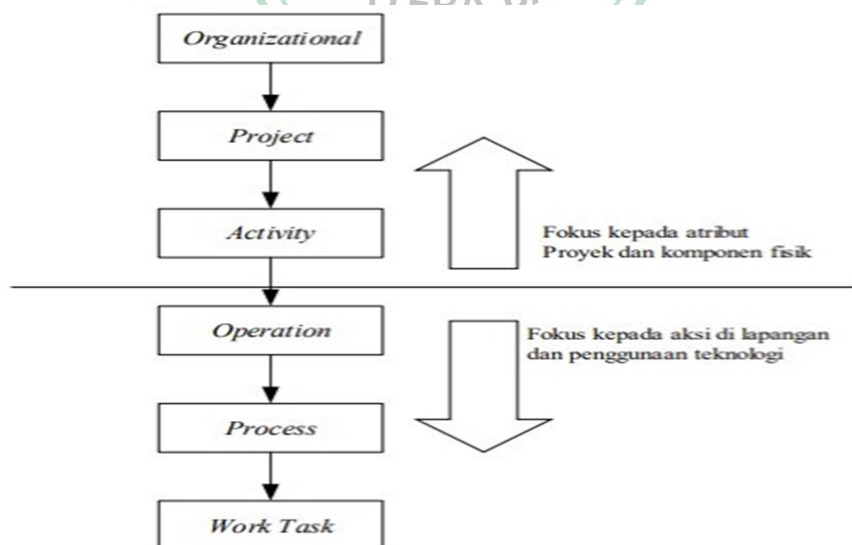 Organizational
Project
Activity
Fokus kepada atribut
Proyek dan komponen fisik
Operation
Fokus kepada aksi di lapangan
dan penggunaan teknologi
Process
Work Task